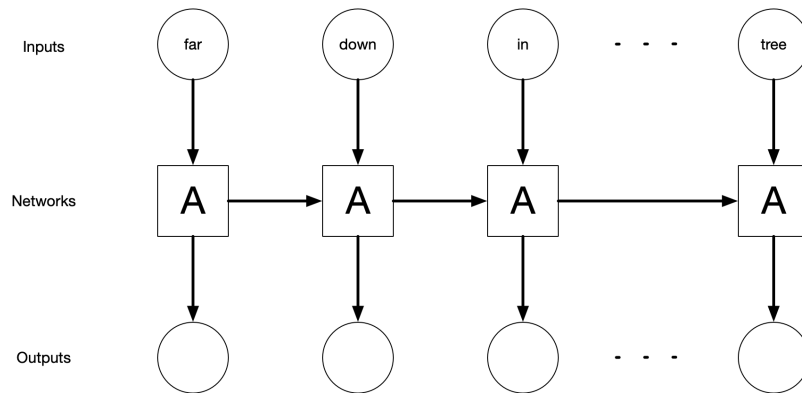 Inputs far down in - - - tree
Networks A A A A
Outputs - - -